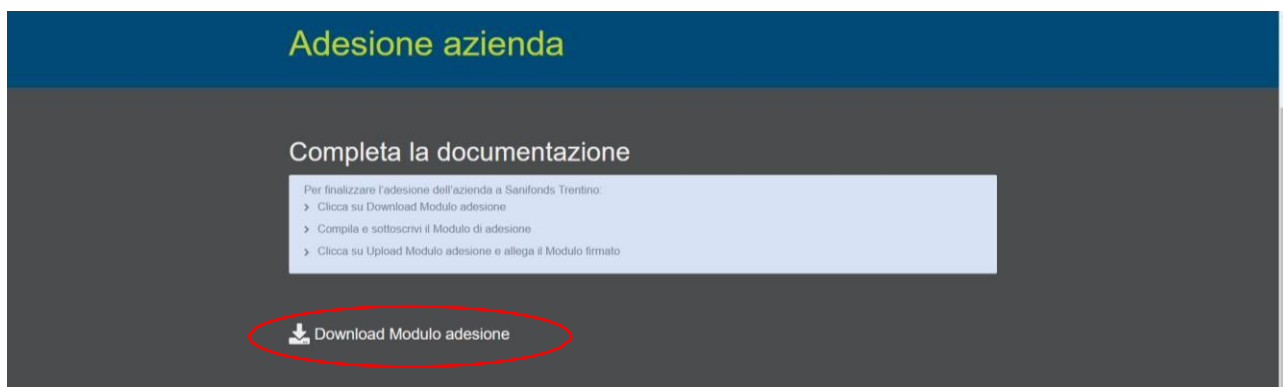 Adesione azienda
Completa la documentazione
Per finalizzare l'adesione dell'azienda a Sanifonds Trentino:
> Clicca su Download Modulo adesione
> Compila e sottoscrivi il Modulo di adesione
> Clicca su Upload Modulo adesione e allega il Modulo firmato
Download Modulo adesione